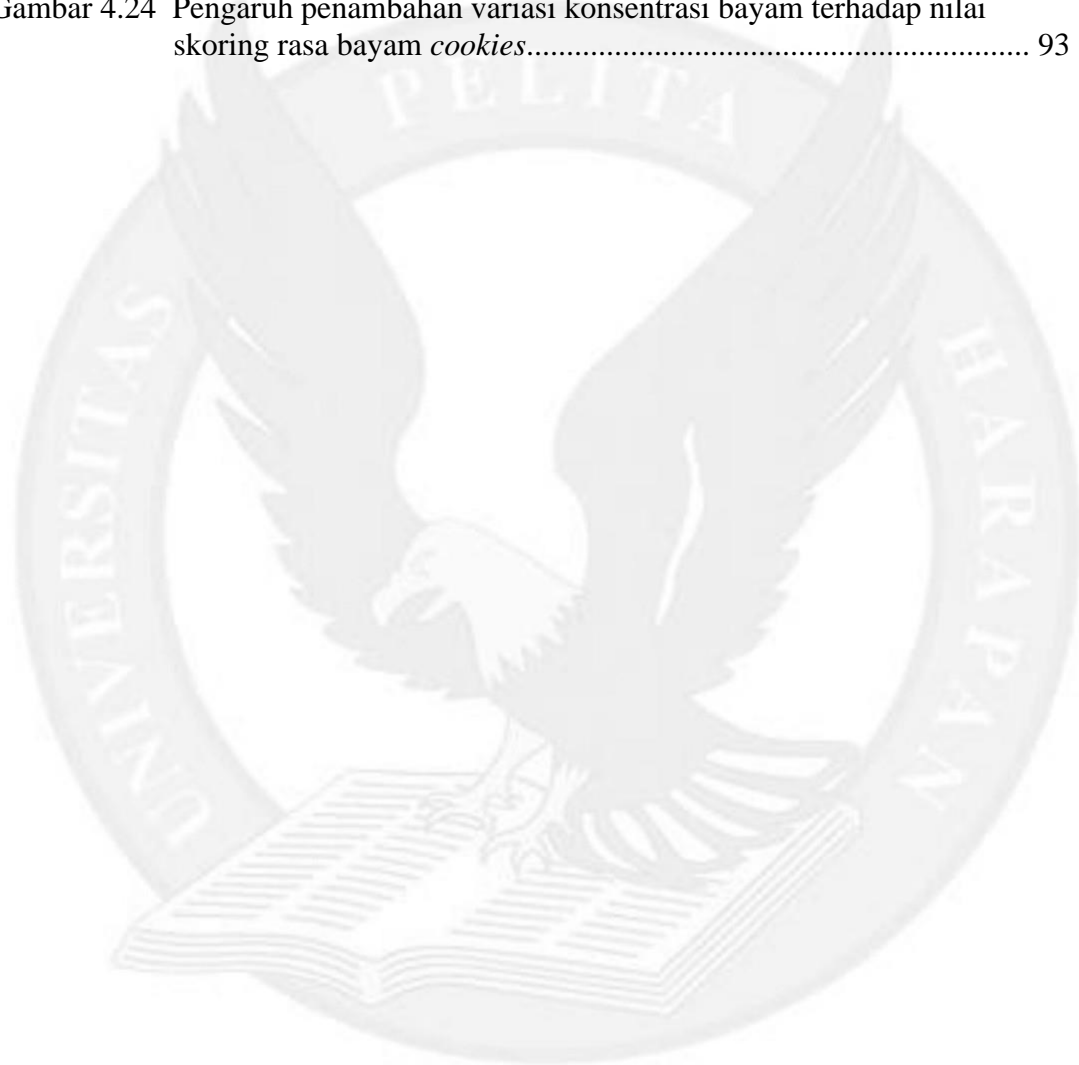 Gambar 4.24 Pengaruh penambahan variasi konsentrasi bayam terhadap nilai
skoring rasa bayam cookies................................................................ 93
UNIVERSITAS PELITA HARAPAN